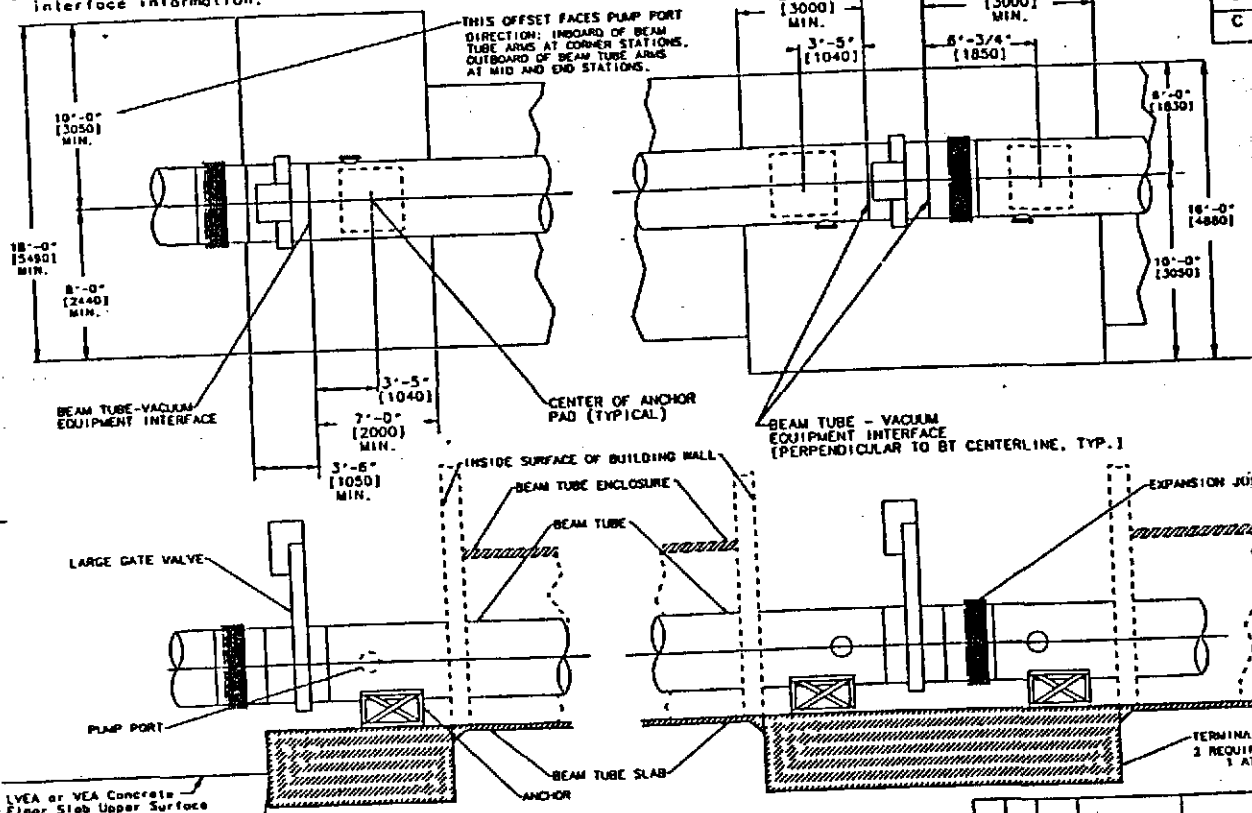 interface information.
THIS OFFSET FACES PUMP PORT
DIRECTION: INBOARD OF BEAM
TUBE ARMS AT CORNER STATIONS.
OUTBOARD OF BEAM TUBE ARMS
AT MID AND END STATIONS.
[3000]
MIN.
[3000]
MIN.
C
3'-5"
[1040]
6'-3/4"
[1850]
10'-0"
[3050]
MIN.
[1830]
18'-0"
MIN.
8'-0"
[2440]
MIN.
16'-0"
[4880]
10'-0"
[3050]
3'-5"
[1040]
7'-0"
[2000]
MIN.
3'-6"
[1050]
MIN.
BEAM TUBE-VACUUM
EQUIPMENT INTERFACE
CENTER OF ANCHOR
PAD (TYPICAL)
BEAM TUBE - VACUUM
EQUIPMENT INTERFACE
[PERPENDICULAR TO BT CENTERLINE, TYP.]
INSIDE SURFACE OF BUILDING WALL
BEAM TUBE ENCLOSURE
EXPANSION JO
BEAM TUBE
LARGE GATE VALVE
PUMP PORT
BEAM TUBE SLAB
ANCHOR
TERMINA
2 REQUIR
1 AT
LVEA or VEA Concrete
Floor Slab Upper Surface